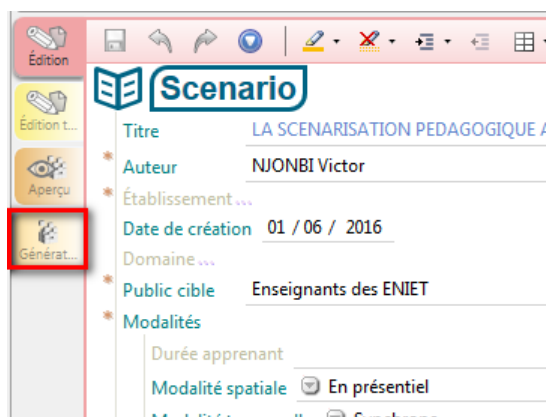 Édition
Édition t...
Aperçu
Générat...
Scenario
Titre LA SCENARISATION PEDAGOGIQUE
* Auteur NJONBI Victor
* Établissement
Date de création 01 / 06 / 2016
Domaine
* Public cible Enseignants des ENIET
* Modalités
Durée apprenant
Modalité spatiale En présentiel